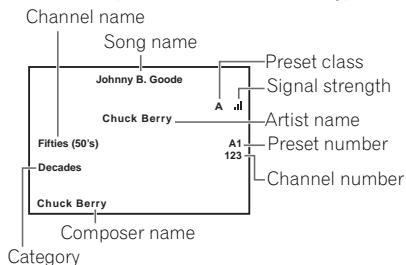 Channel name
Song name
Preset class
Johnny B. Goode
Signal strength
A
Chuck Berry
Artist name
Fifties (50's)
A1
Preset number
123
Decades
Channel number
Chuck Berry
Composer name
Category